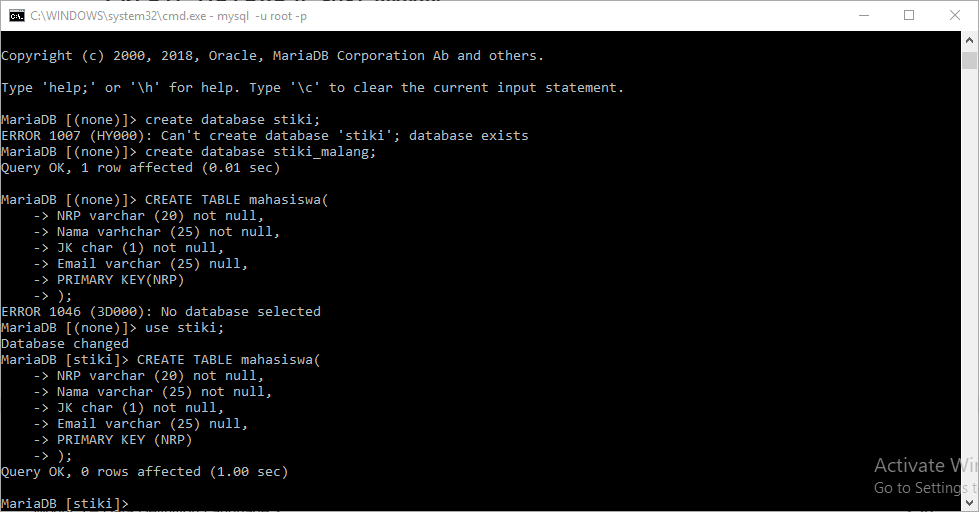 C:\WINDOWS\system32\cmd.exe - mysql  -u root -p
Copyright (c) 2000, 2018, Oracle, MariaDB Corporation Ab and others.
Type 'help;' or '\h' for help. Type '\c' to clear the current input statement.
MariaDB [(none)]> create database stiki;
ERROR 1007 (HY000): Can't create database 'stiki'; database exists
MariaDB [(none)]> create database stiki_malang;
Query OK, 1 row affected (0.01 sec)
MariaDB [(none)]> CREATE TABLE mahasiswa(
    -> NRP varchar (20) not null,
    -> Nama varhchar (25) not null,
    -> JK char (1) not null,
    -> Email varchar (25) null,
    -> PRIMARY KEY(NRP)
    -> );
ERROR 1046 (3D000): No database selected
MariaDB [(none)]> use stiki;
Database changed
MariaDB [stiki]> CREATE TABLE mahasiswa(
    -> NRP varchar (20) not null,
    -> Nama varchar (25) not null,
    -> JK char (1) not null,
    -> Email varchar (25) null,
    -> PRIMARY KEY (NRP)
    -> );
Query OK, 0 rows affected (1.00 sec)
Activate Win
Go to Settings t
MariaDB [stiki]>